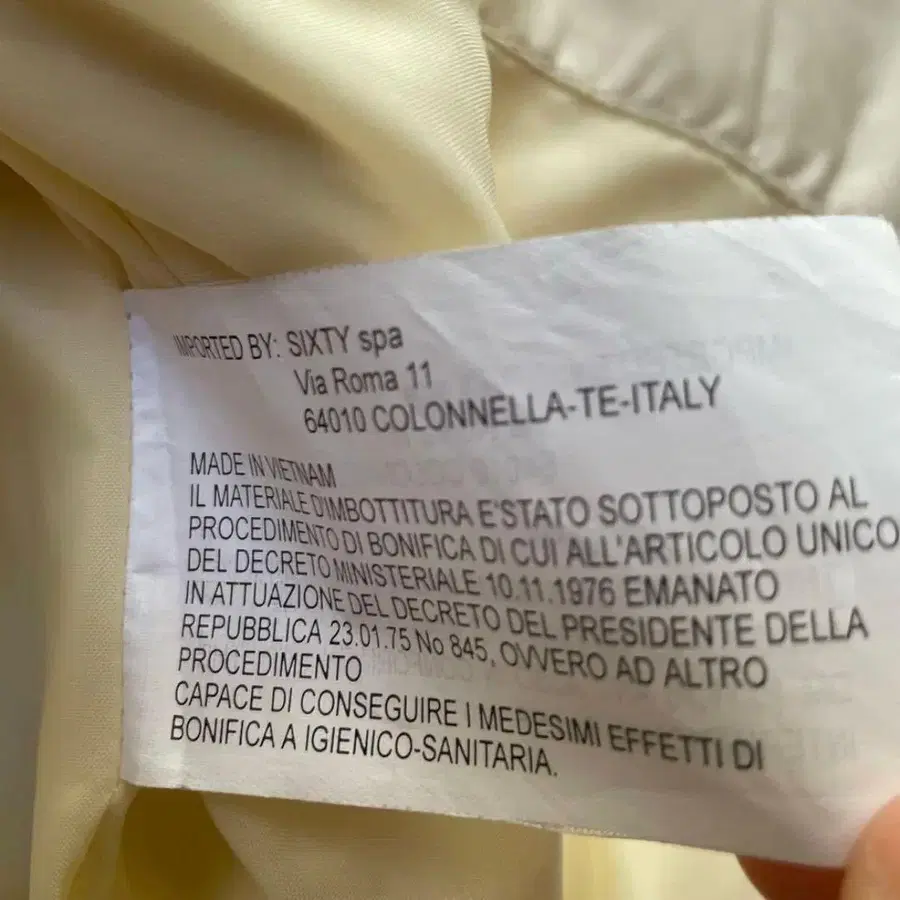 IMPORTED BY: SIXTY spa
Via Roma 11
64010 COLONNELLA-TE-ITALY
MADE IN VIETNAM
IL MATERIALE D'IMBOTTITURA E'STATO SOTTOPOSTO AL
PROCEDIMENTO DI BONIFICA DI CUI ALL'ARTICOLO UNICO
DEL DECRETO MINISTERIALE 10.11.1976 EMANATO
IN ATTUAZIONE DEL DECRETO DEL PRESIDENTE DELLA
REPUBBLICA 23.01.75 No 845, OVVERO AD ALTRO
PROCEDIMENTO
CAPACE DI CONSEGUIRE I MEDESIMI EFFETTI DI
BONIFICA A IGIENICO-SANITARIA.